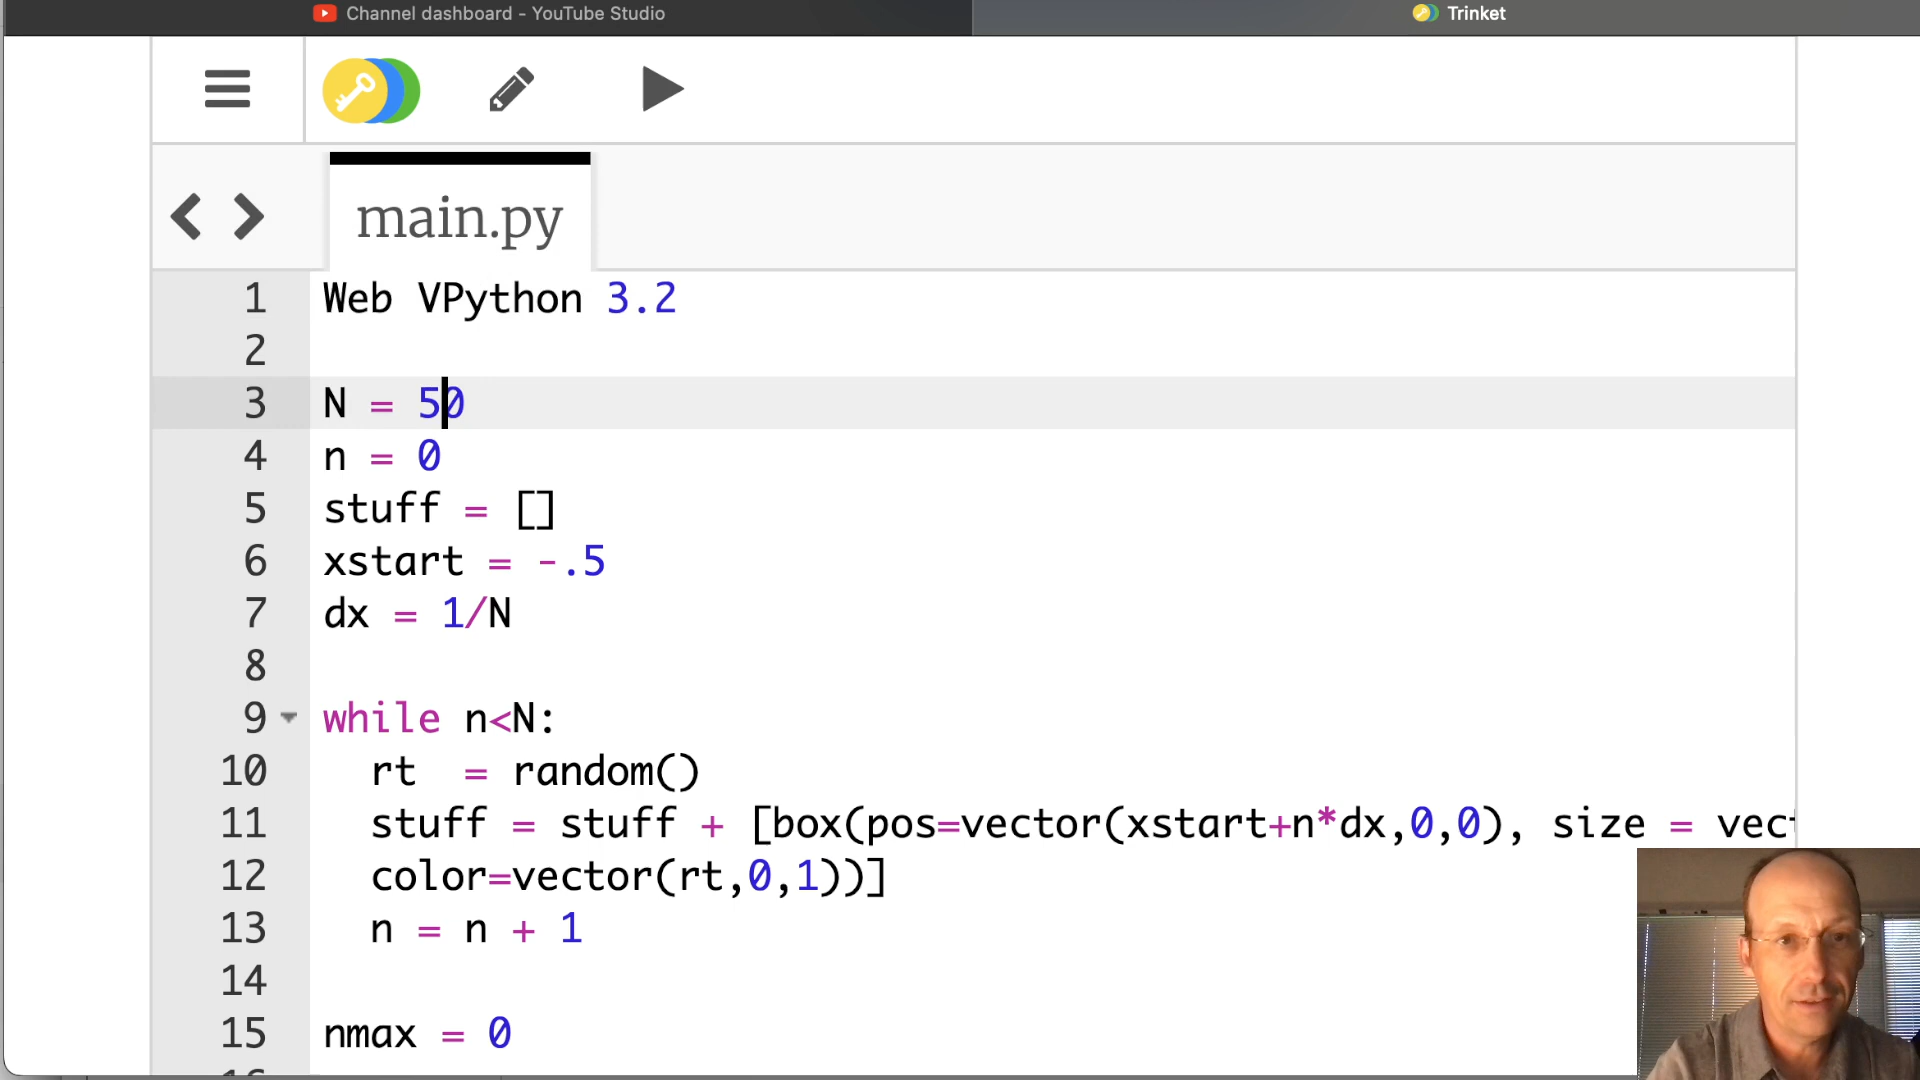 Channel dashboard - YouTube Studio
Trinket
main.py
1 Web VPython 3.2
2
3 N = 50
4 n = 0
5 stuff = []
6 xstart = -.5
7 dx = 1/N
8
9 while n<N:
10 rt  = random()
11 stuff = stuff + [box(pos=vector(xstart+n*dx,0,0), size = vect
12 color=vector(rt,0,1))]
13 n = n + 1
14
15 nmax = 0
16